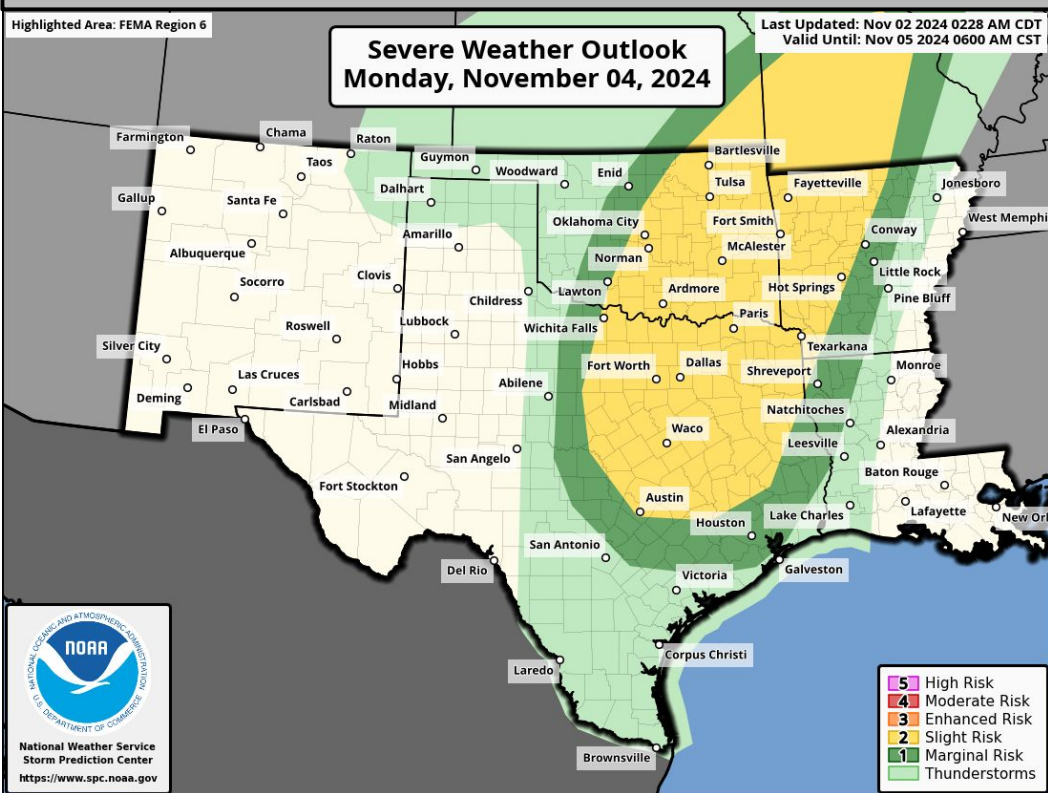 Highlighted Area: FEMA Region 6
Last Updated: Nov 02 2024 0228 AM CDT
Valid Until: Nov 05 2024 0600 AM CST
Severe Weather Outlook
Monday, November 04, 2024
Farmington
Chama
Raton
Taos
Guymon
Woodward
Enid
Bartlesville
Tulsa
Fayetteville
Jonesboro
Gallup
Santa Fe
Dalhart
Oklahoma City
Fort Smith
Conway
West Memphi
Albuquerque
Amarillo
Norman
McAlester
Little Rock
Socorro
Clovis
Childress
Lawton
Ardmore
Hot Springs
Pine Bluff
Roswell
Lubbock
Wichita Falls
Paris
Texarkana
Silver City
Las Cruces
Hobbs
Abilene
Fort Worth
Dallas
Shreveport
Monroe
Deming
Carlsbad
Midland
Natchitoches
El Paso
San Angelo
Waco
Leesville
Alexandria
Fort Stockton
Austin
Baton Rouge
Houston
Lake Charles
Lafayette
New Orl
Del Rio
San Antonio
Victoria
Galveston
Laredo
Corpus Christi
Brownsville
NATIONAL OCEANIC AND ATMOSPHERIC ADMINISTRATION
NOAA
U.S. DEPARTMENT OF COMMERCE
National Weather Service
Storm Prediction Center
https://www.spc.noaa.gov
5 High Risk
4 Moderate Risk
3 Enhanced Risk
2 Slight Risk
1 Marginal Risk
Thunderstorms